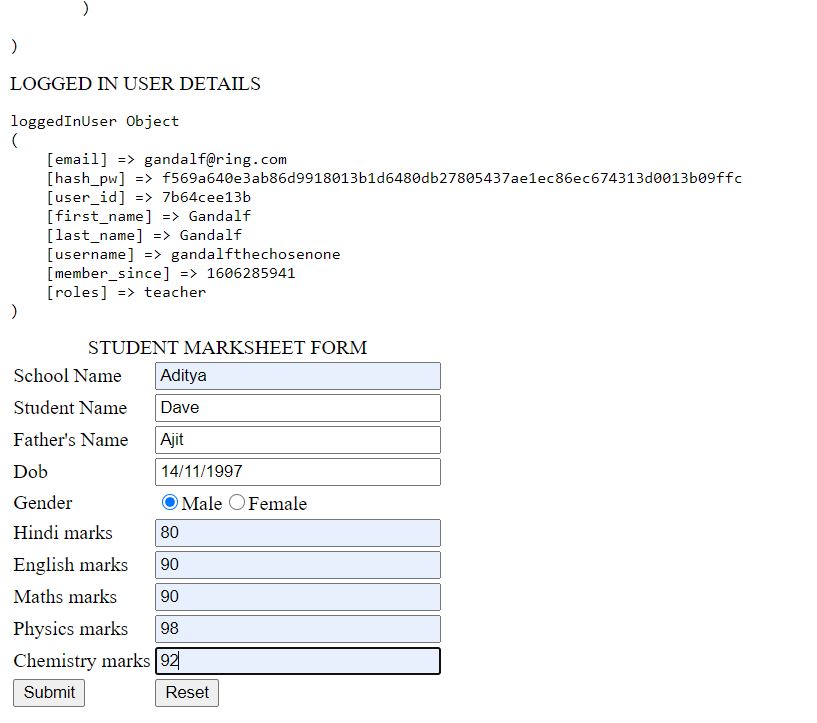 )
)
LOGGED IN USER DETAILS
loggedInUser Object
(
[email] => gandalf@ring.com
[hash_pw] => f569a640e3ab86d9918013b1d6480db27805437ae1ec86ec674313d0013b09ffc
[user_id] => 7b64cee13b
[first_name] => Gandalf
[last_name] => Gandalf
[username] => gandalfthechosenone
[member_since] => 1606285941
[roles] => teacher
)
STUDENT MARKSHEET FORM
School Name Aditya
Student Name Dave
Father's Name Ajit
Dob 14/11/1997
Gender Male Female
Hindi marks 80
English marks 90
Maths marks 90
Physics marks 98
Chemistry marks 92
Submit Reset